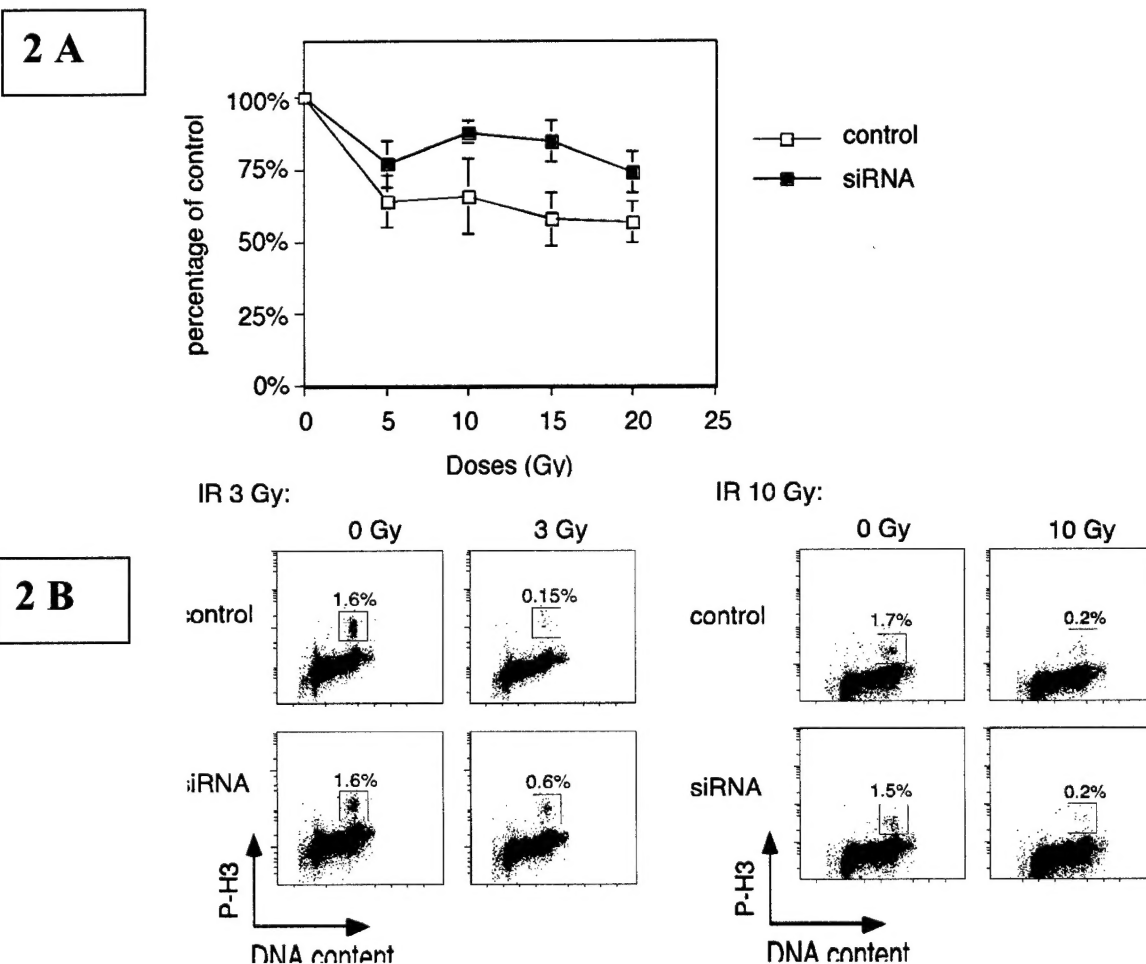 2 A
percentage of control
100%
75%
50%
25%
0%
0 5 10 15 20 25
Doses (Gy)
control
siRNA
2 B
IR 3 Gy:
0 Gy 3 Gy
control
1.6% 0.15%
siRNA
1.6% 0.6%
P-H3
DNA content
IR 10 Gy:
0 Gy 10 Gy
control
1.7% 0.2%
siRNA
1.5% 0.2%
P-H3
DNA content